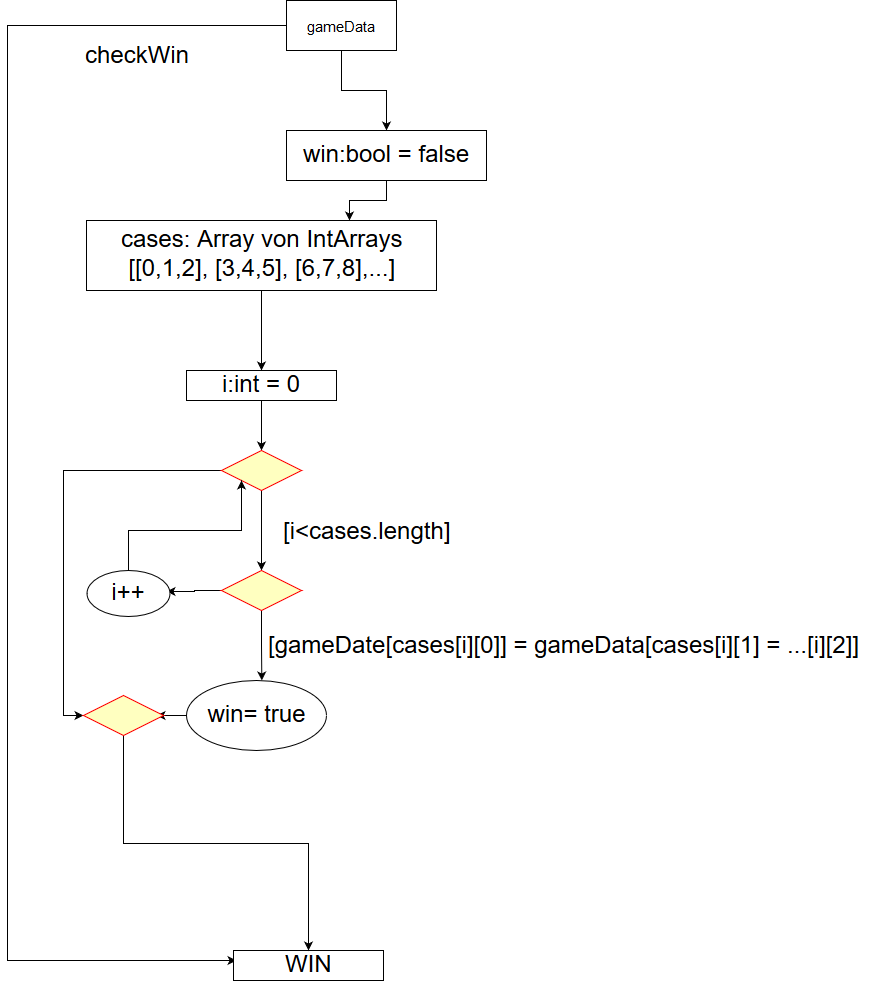 gameData
checkWin
win:bool = false
cases: Array von IntArrays
[[0,1,2], [3,4,5], [6,7,8],...]
i:int = 0
[i<cases.length]
i++
[gameDate[cases[i][0]] = gameData[cases[i][1] = ...[i][2]]
win= true
WIN